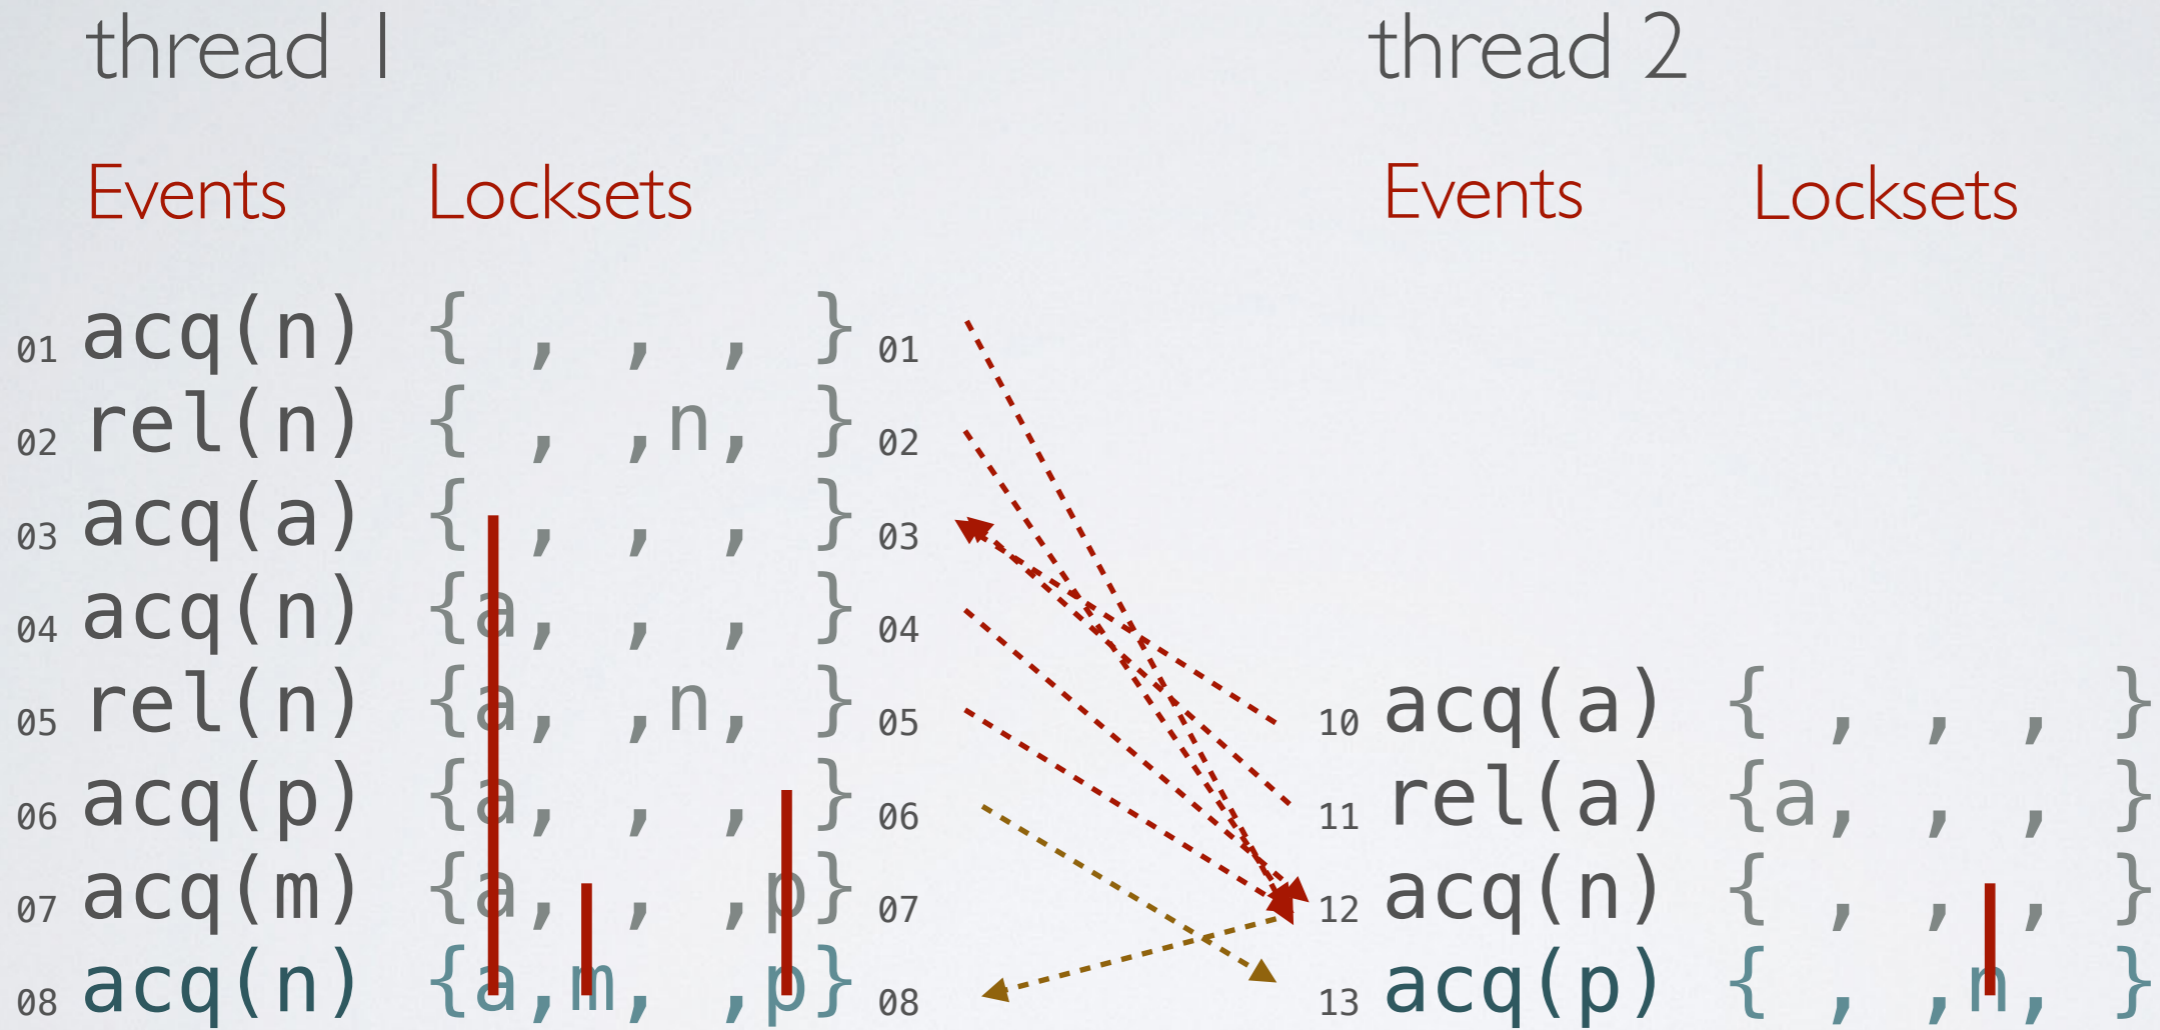 thread 1 thread 2
Events Locksets Events Locksets
01 acq(n) { , , , } 01
02 rel(n) { , ,n, } 02
03 acq(a) { , , , } 03
04 acq(n) {a, , , } 04
05 rel(n) {a, ,n, } 05 10 acq(a) { , , , }
06 acq(p) {a, , , } 06 11 rel(a) {a, , , }
07 acq(m) {a, , ,p} 07 12 acq(n) { , , , }
08 acq(n) {a,m, ,p} 08 13 acq(p) { , ,n, }